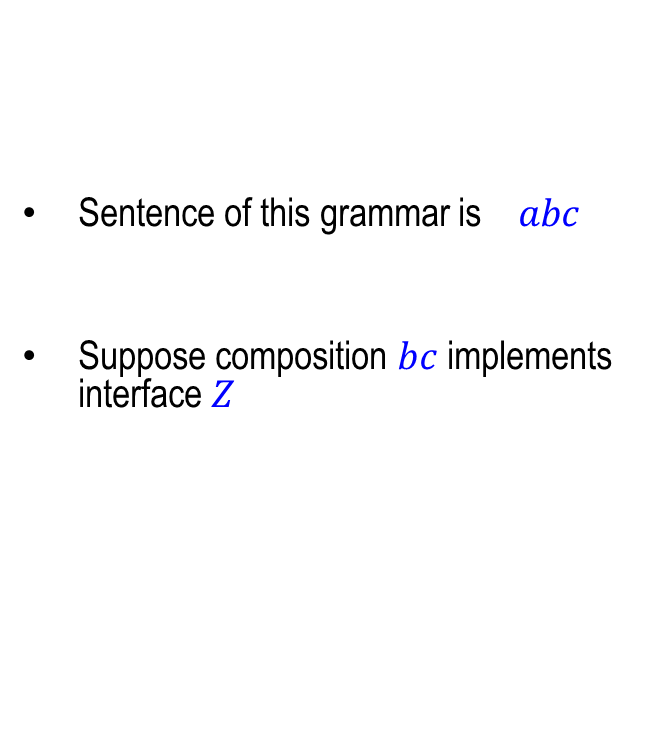 • Sentence of this grammar is abc
• Suppose composition bc implements
interface Z